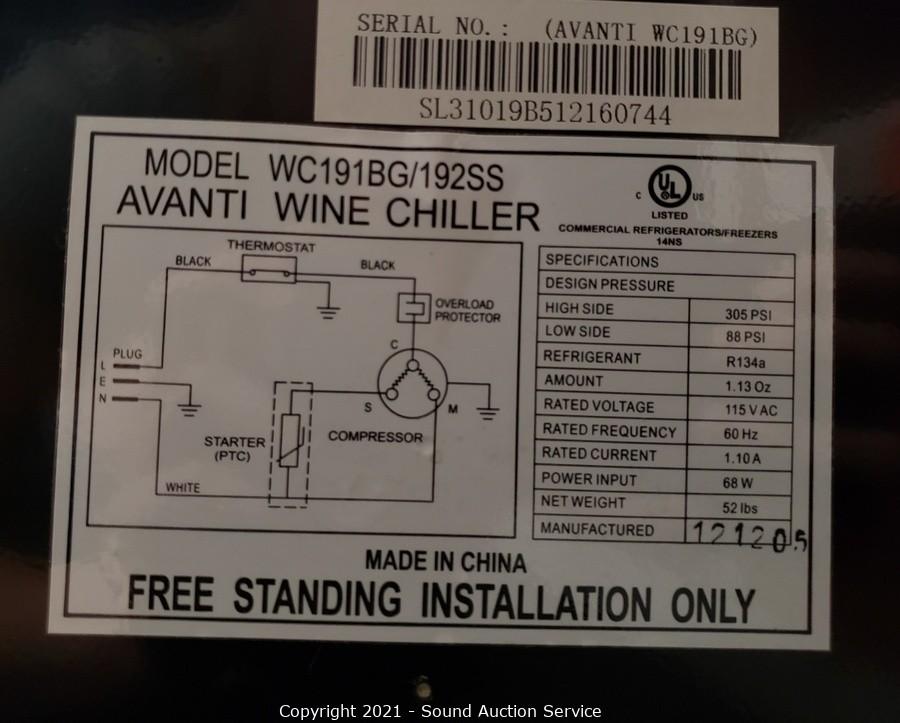 SERIAL NO.: (AVANTI WC191BG)
SL31019B512160744
MODEL WC191BG/192SS
AVANTI WINE CHILLER
C UL US
LISTED
COMMERCIAL REFRIGERATORS/FREEZERS
14NS
THERMOSTAT
BLACK
BLACK
OVERLOAD
PROTECTOR
PLUG
L
E
N
C
S
M
STARTER
(PTC)
COMPRESSOR
WHITE
SPECIFICATIONS
DESIGN PRESSURE
HIGH SIDE 305 PSI
LOW SIDE 88 PSI
REFRIGERANT R134a
AMOUNT 1.13 Oz
RATED VOLTAGE 115 V AC
RATED FREQUENCY 60 Hz
RATED CURRENT 1.10 A
POWER INPUT 68 W
NET WEIGHT 52 lbs
MANUFACTURED 121205
MADE IN CHINA
FREE STANDING INSTALLATION ONLY
Copyright 2021 - Sound Auction Service